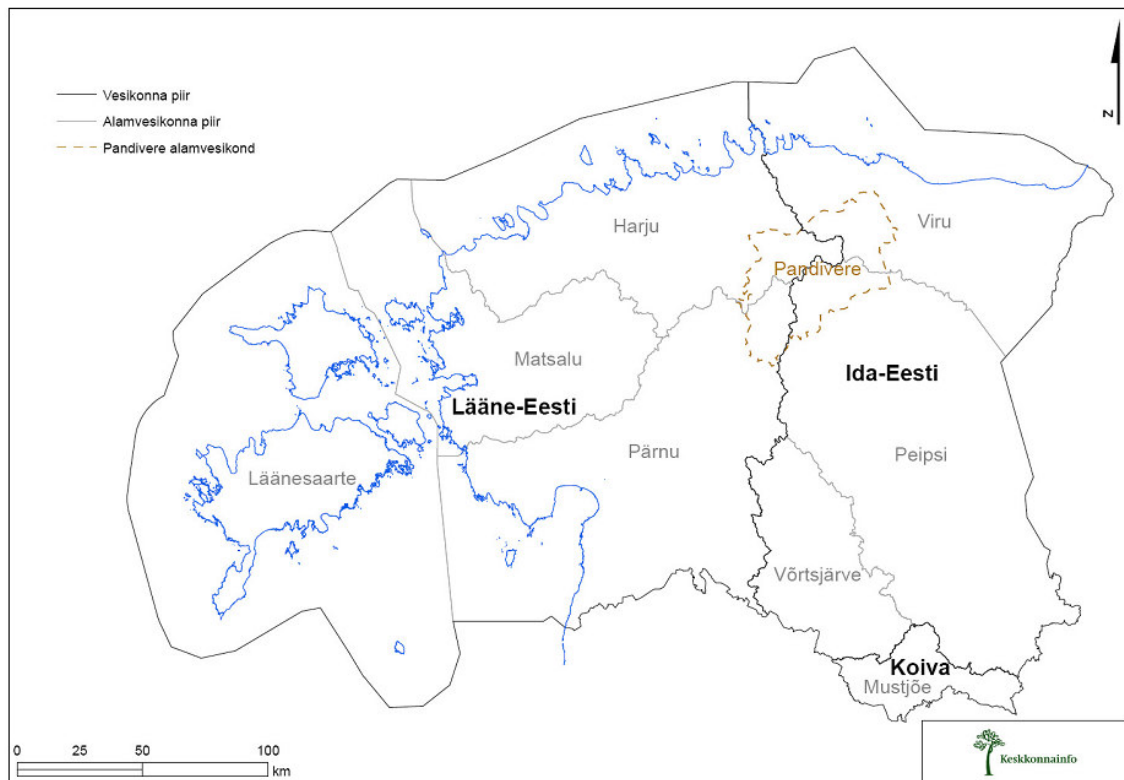 Vesikonna piir
Alamvesikonna piir
Pandivere alamvesikond
N
Harju
Viru
Pandivere
Matsalu
Ida-Eesti
Lääne-Eesti
Pärnu
Peipsi
Läänesaarte
Võrtsjärve
Koiva
Mustjõe
0 25 50 100
km
Keskkonnainfo